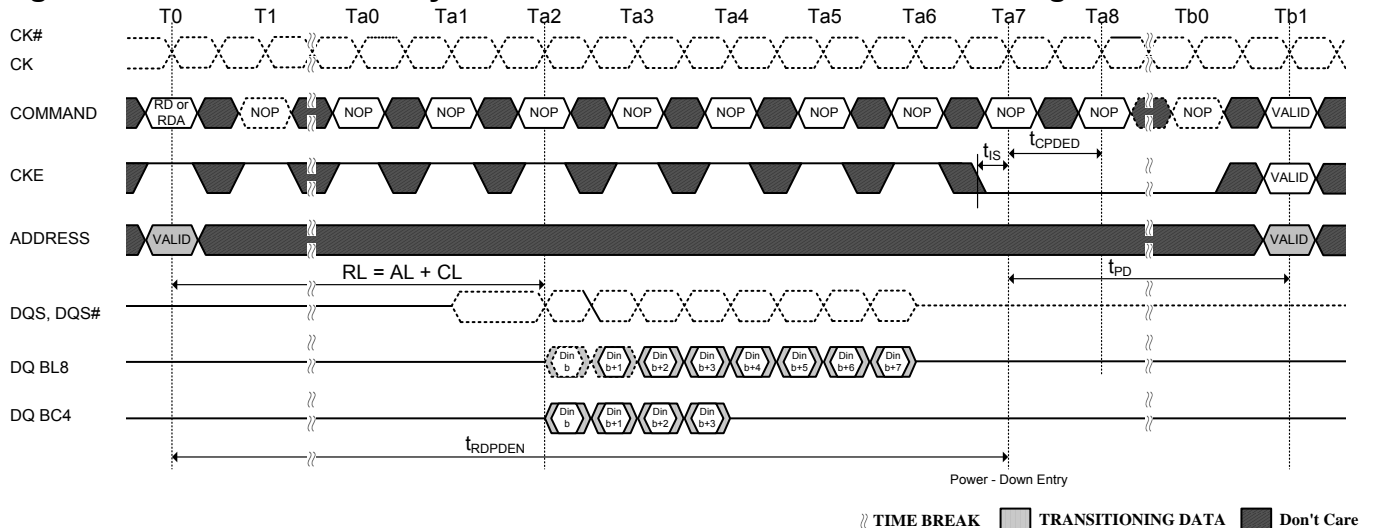 T0 T1 Ta0 Ta1 Ta2 Ta3 Ta4 Ta5 Ta6 Ta7 Ta8 Tb0 Tb1
CK#
CK
COMMAND RD or RDA NOP NOP NOP NOP NOP NOP NOP NOP NOP NOP NOP VALID
tIS tCPDED
CKE VALID
ADDRESS VALID VALID
RL = AL + CL tPD
DQS, DQS#
DQ BL8 Din b Din b+1 Din b+2 Din b+3 Din b+4 Din b+5 Din b+6 Din b+7
DQ BC4 Din b Din b+1 Din b+2 Din b+3
tRDPDEN
Power - Down Entry
TIME BREAK TRANSITIONING DATA Don't Care